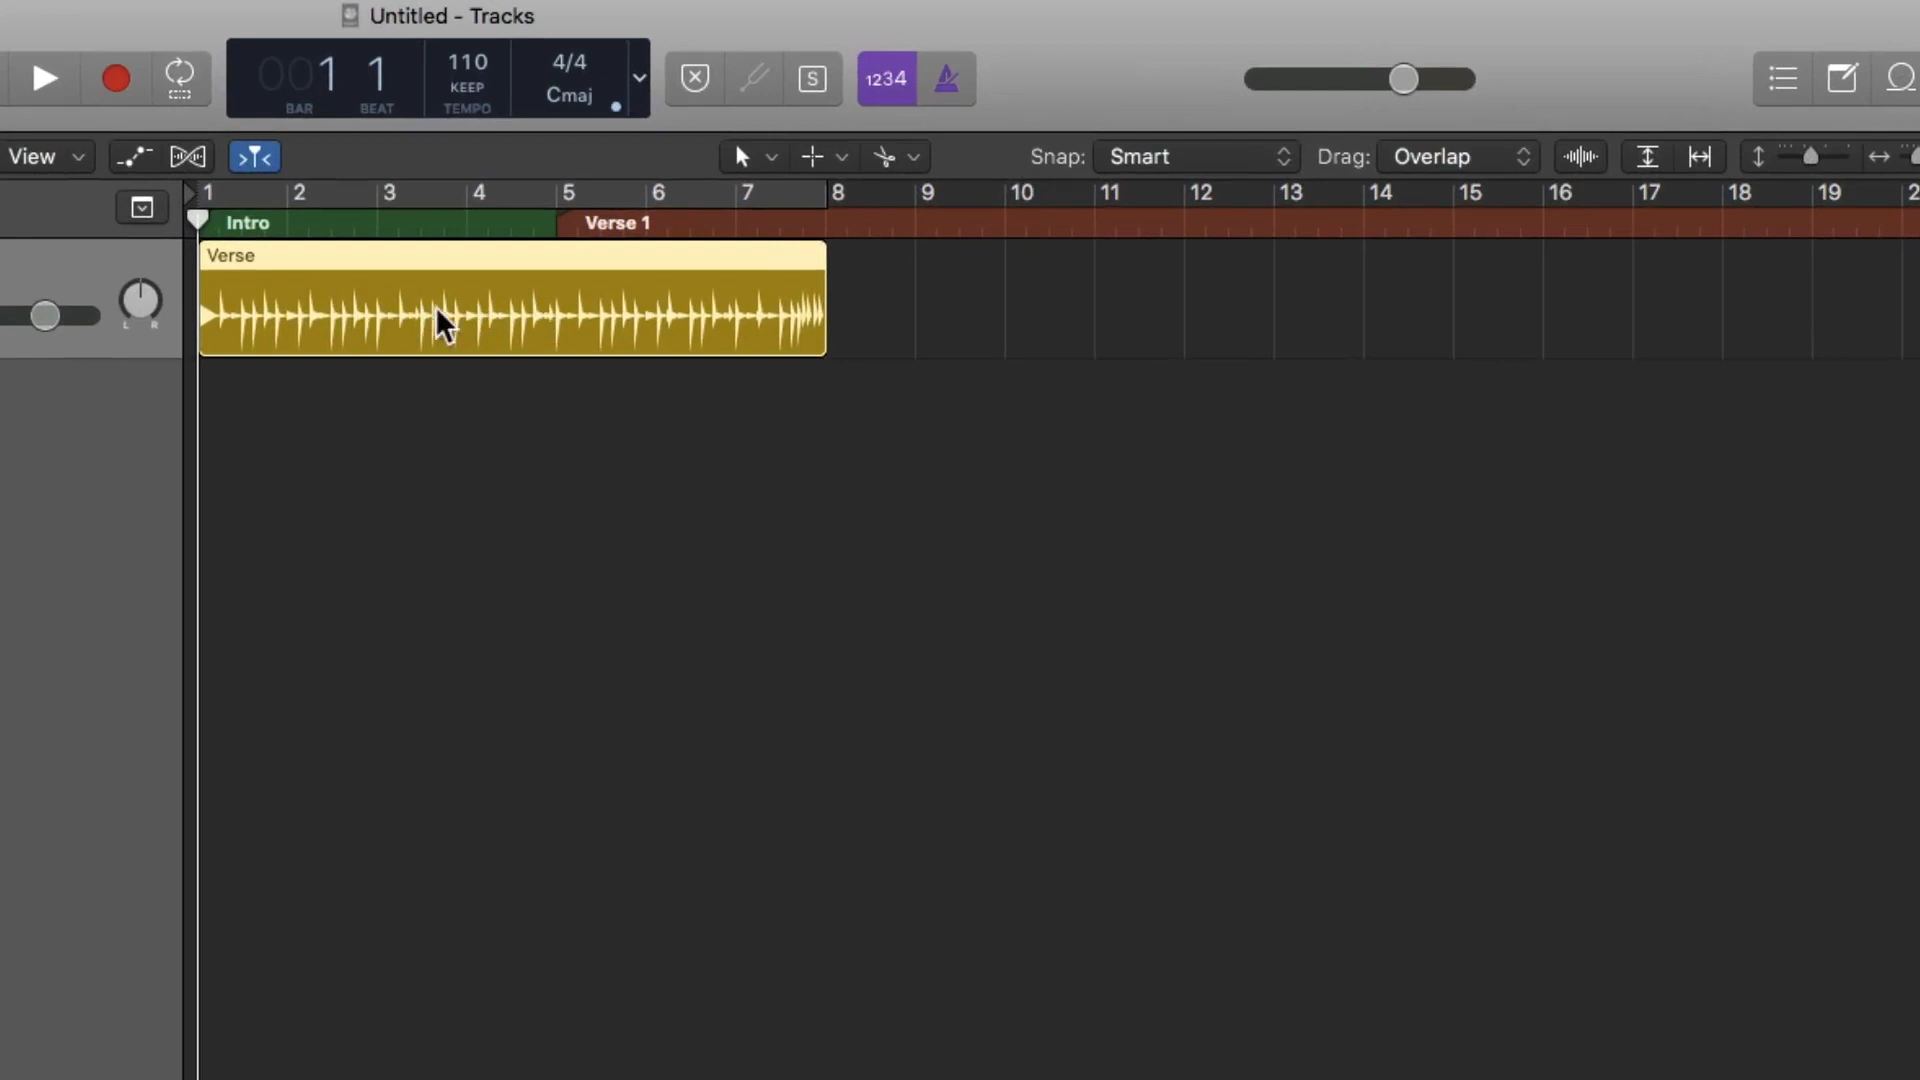 Untitled - Tracks
001 1 110 4/4
KEEP Cmaj
BAR BEAT TEMPO
S 1234
View Snap: Smart Drag: Overlap
1 2 3 4 5 6 7 8 9 10 11 12 13 14 15 16 17 18 19 2
Intro Verse 1
Verse
L R